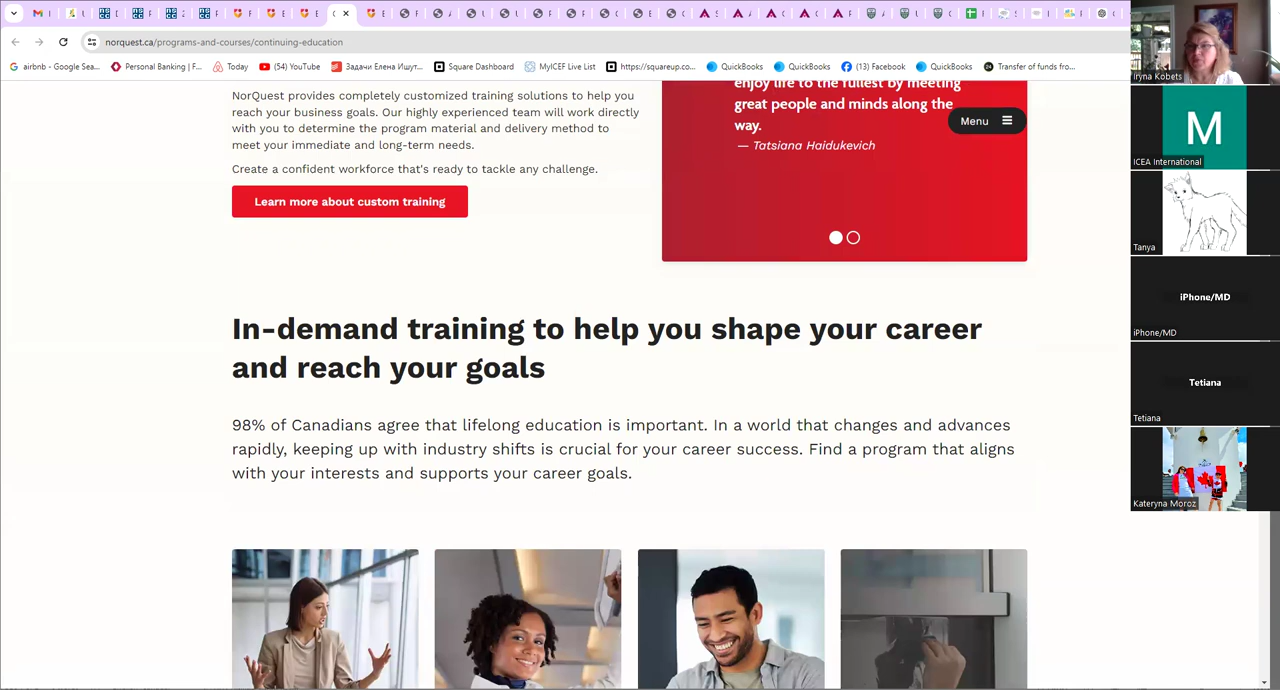 norquest.ca/programs-and-courses/continuing-education
airbnb - Google Sea...
Personal Banking | F...
Today
(54) YouTube
Задачи Елена Ишут...
Square Dashboard
MyICEF Live List
https://squareup.co...
QuickBooks
QuickBooks
(13) Facebook
QuickBooks
Transfer of funds fro...
NorQuest provides completely customized training solutions to help you
reach your business goals. Our highly experienced team will work directly
with you to determine the program material and delivery method to
meet your immediate and long-term needs.
Create a confident workforce that's ready to tackle any challenge.
Learn more about custom training
enjoy life to the fullest by meeting
great people and minds along the
way.
— Tatsiana Haidukevich
Menu
In-demand training to help you shape your career
and reach your goals
98% of Canadians agree that lifelong education is important. In a world that changes and advances
rapidly, keeping up with industry shifts is crucial for your career success. Find a program that aligns
with your interests and supports your career goals.
Iryna Kobets
M
ICEA International
Tanya
iPhone/MD
iPhone/MD
Tetiana
Tetiana
Kateryna Moroz